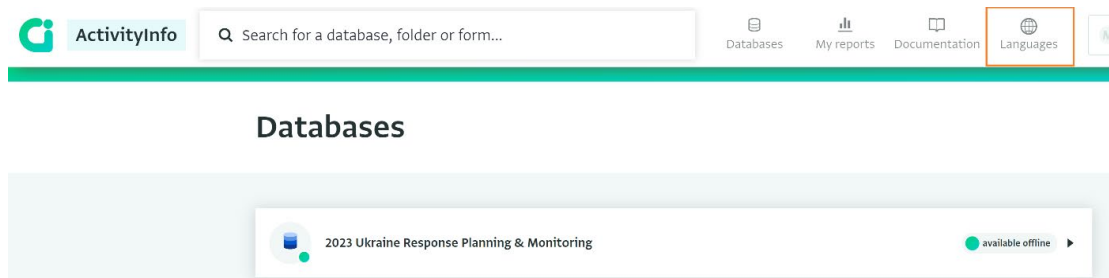 ActivityInfo
Search for a database, folder or form...
Databases
My reports
Documentation
Languages
Databases
2023 Ukraine Response Planning & Monitoring
available offline